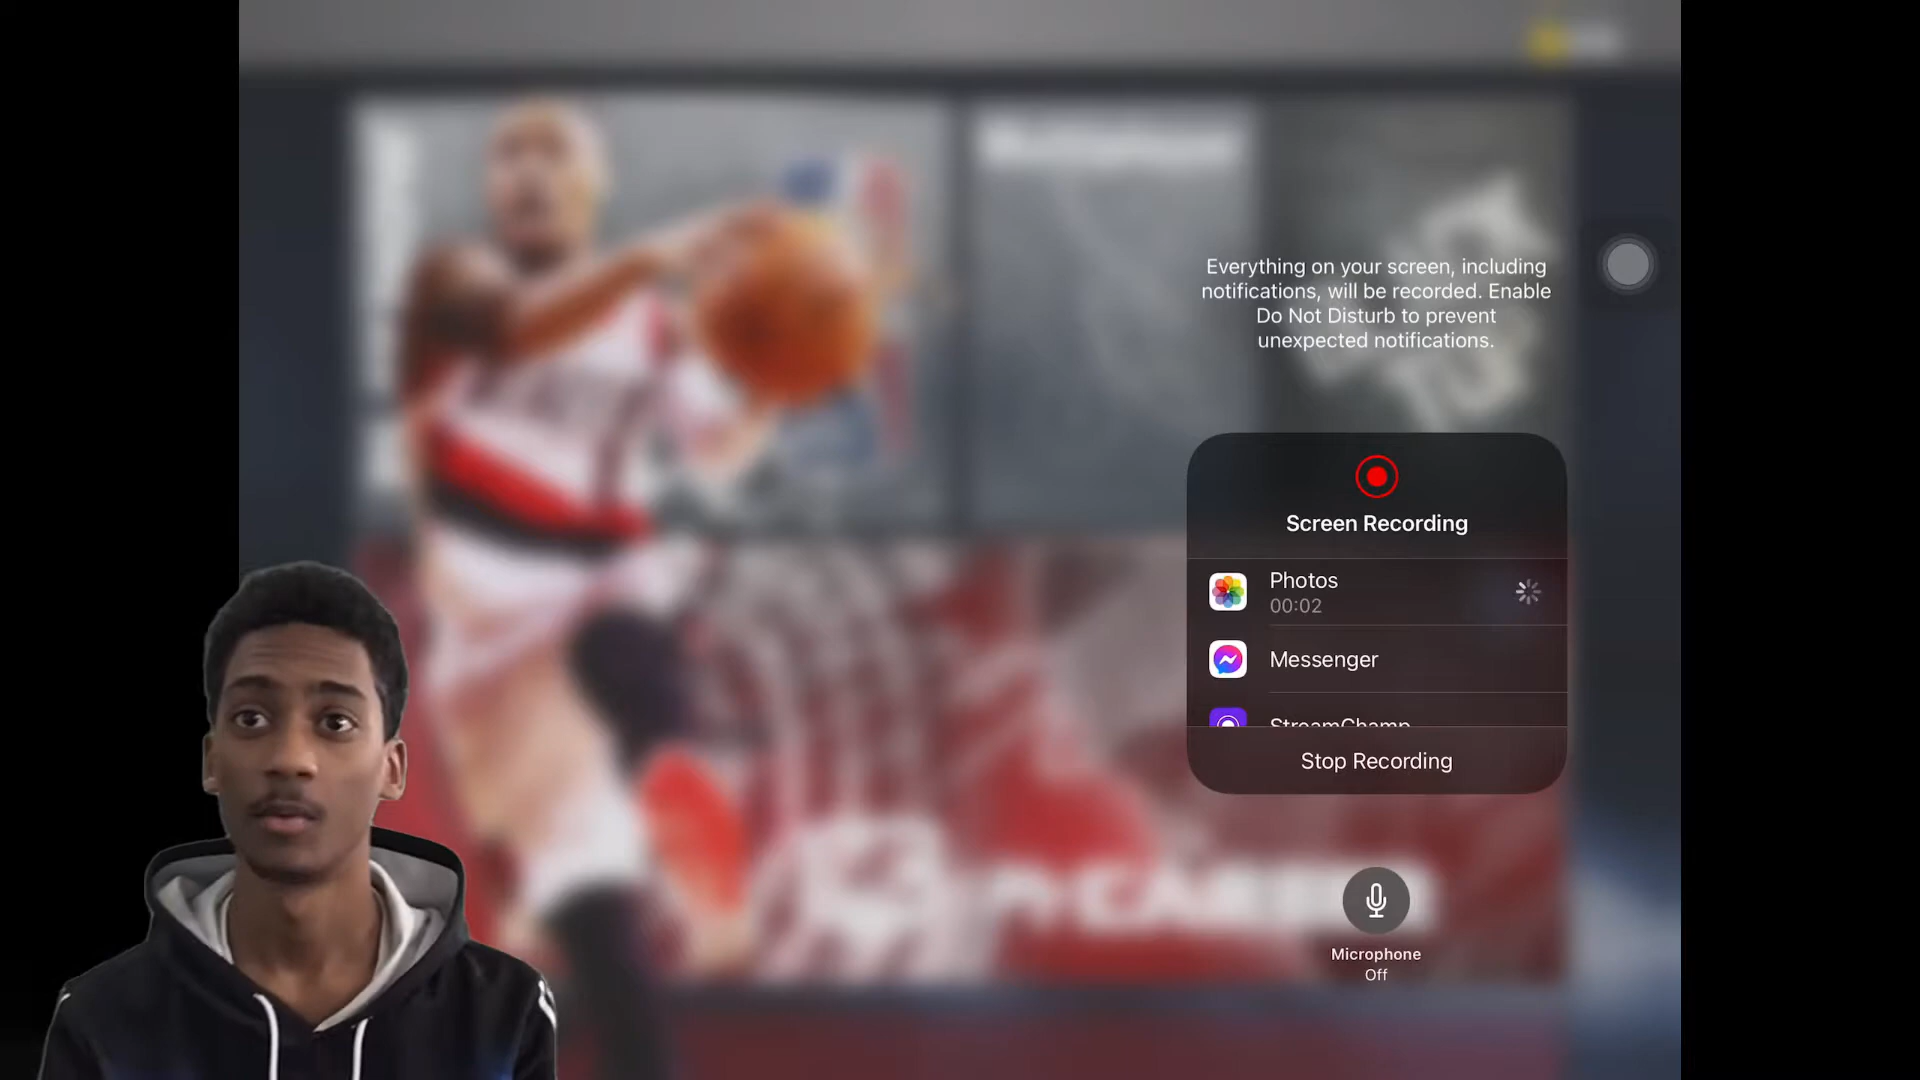 Everything on your screen, including
notifications, will be recorded. Enable
Do Not Disturb to prevent
unexpected notifications.
Screen Recording
Photos
00:02
Messenger
StreamChamp
Stop Recording
Microphone
Off